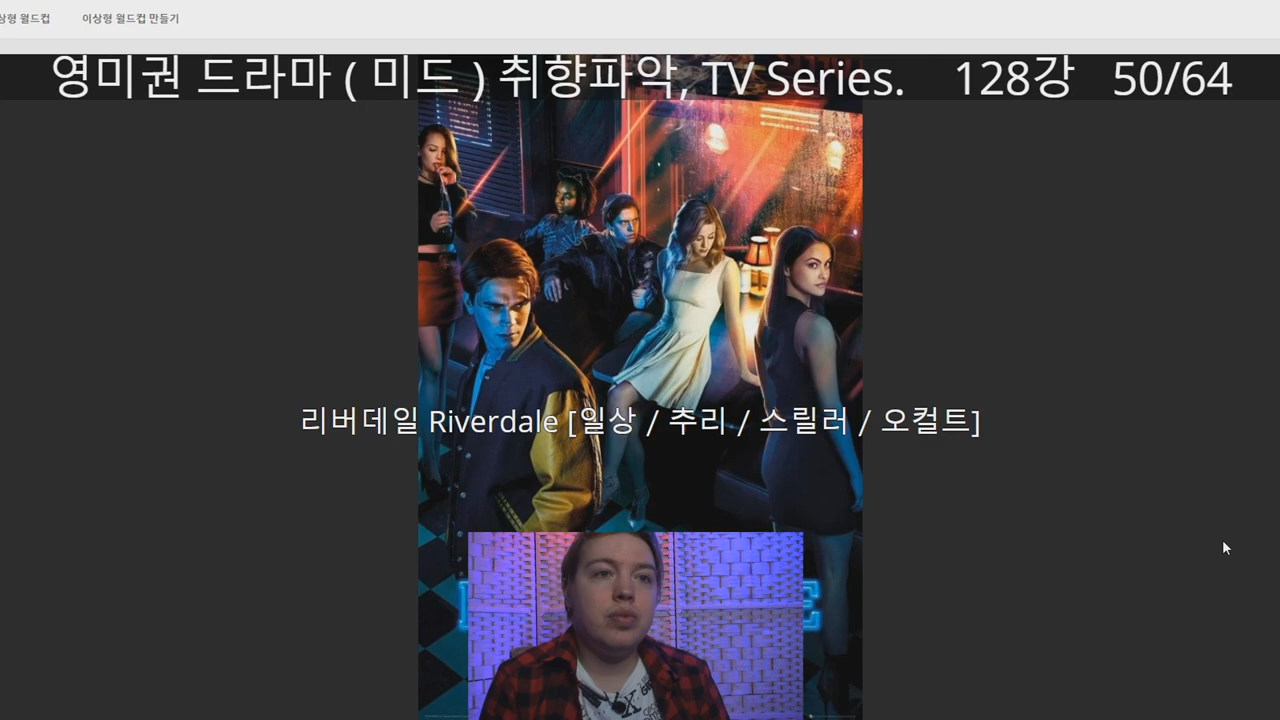 상형 월드컵 이상형 월드컵 만들기
영미권 드라마 ( 미드 ) 취향파악, TV Series. 128강 50/64
리버데일 Riverdale [일상 / 추리 / 스릴러 / 오컬트]